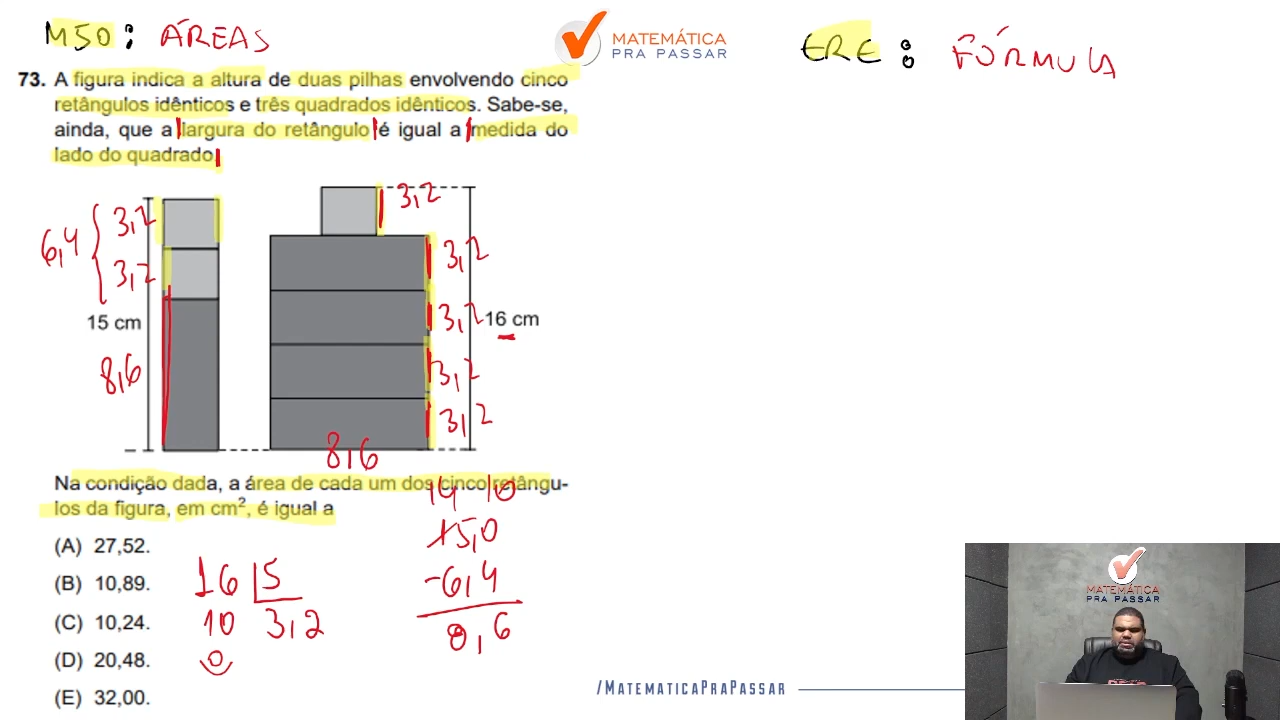 M50: ÁREAS
MATEMÁTICA
PRA PASSAR
ERE: FÓRMULA
73. A figura indica a altura de duas pilhas envolvendo cinco
retângulos idênticos e três quadrados idênticos. Sabe-se,
ainda, que a largura do retângulo é igual a medida do
lado do quadrado.
6,4
3,2
3,2
15 cm
8,6
3,2
3,2
3,2
3,2
3,2
16 cm
8,6
Na condição dada, a área de cada um dos cinco retângu-
los da figura, em cm², é igual a
(A) 27,52.
(B) 10,89.
(C) 10,24.
(D) 20,48.
(E) 32,00.
16 5
10 3,2
0
14 10
15,0
-6,4
8,6
/MATEMATICAPRAPASSAR
MATEMÁTICA
PRA PASSAR